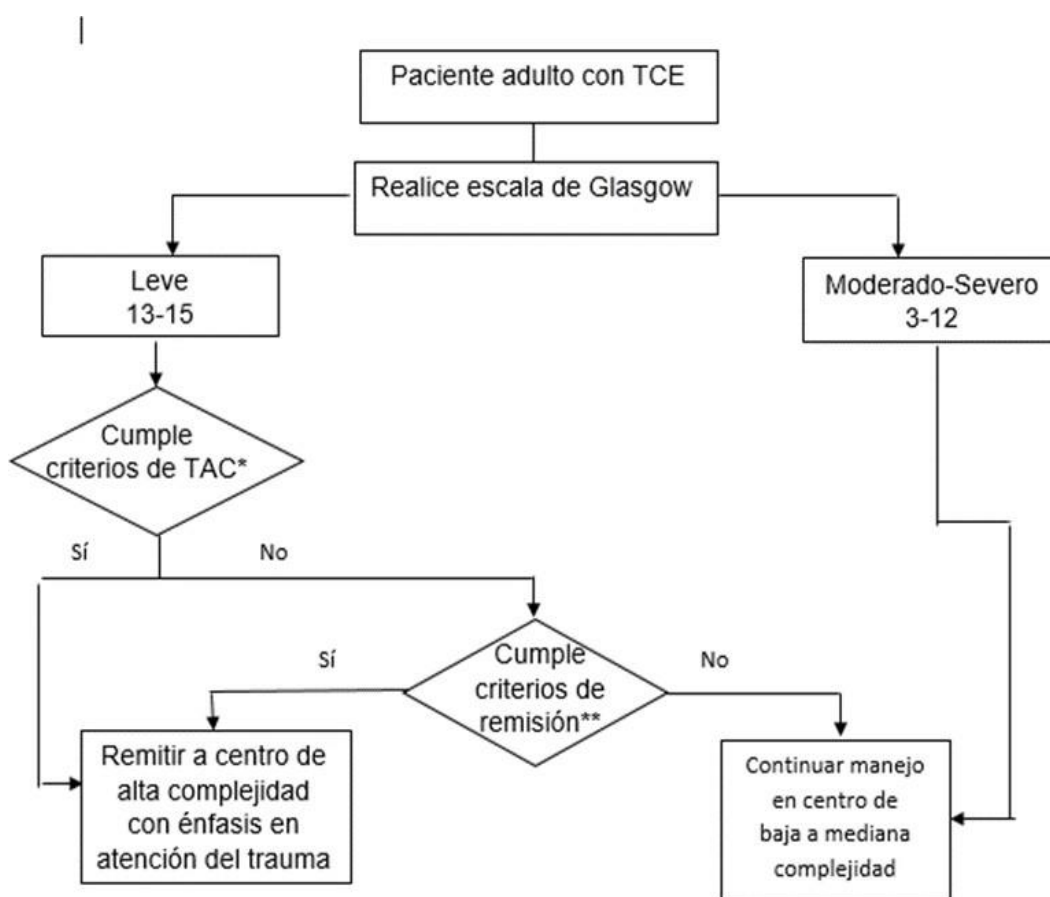 Paciente adulto con TCE
Realice escala de Glasgow
Leve
13-15
Moderado-Severo
3-12
Cumple
criterios de TAC*
Sí
No
Cumple
criterios de
remisión**
Sí
No
Remitir a centro de
alta complejidad
con énfasis en
atención del trauma
Continuar manejo
en centro de
baja a mediana
complejidad